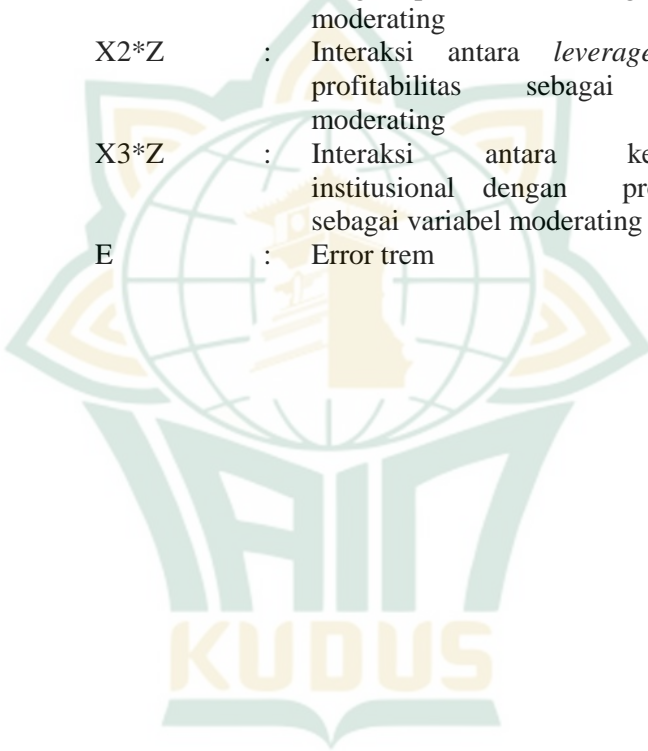 moderating
X2*Z : Interaksi antara leverage
profitabilitas sebagai
moderating
X3*Z : Interaksi antara
institusional dengan
sebagai variabel moderating
E : Error trem
IAIN
KUDUS